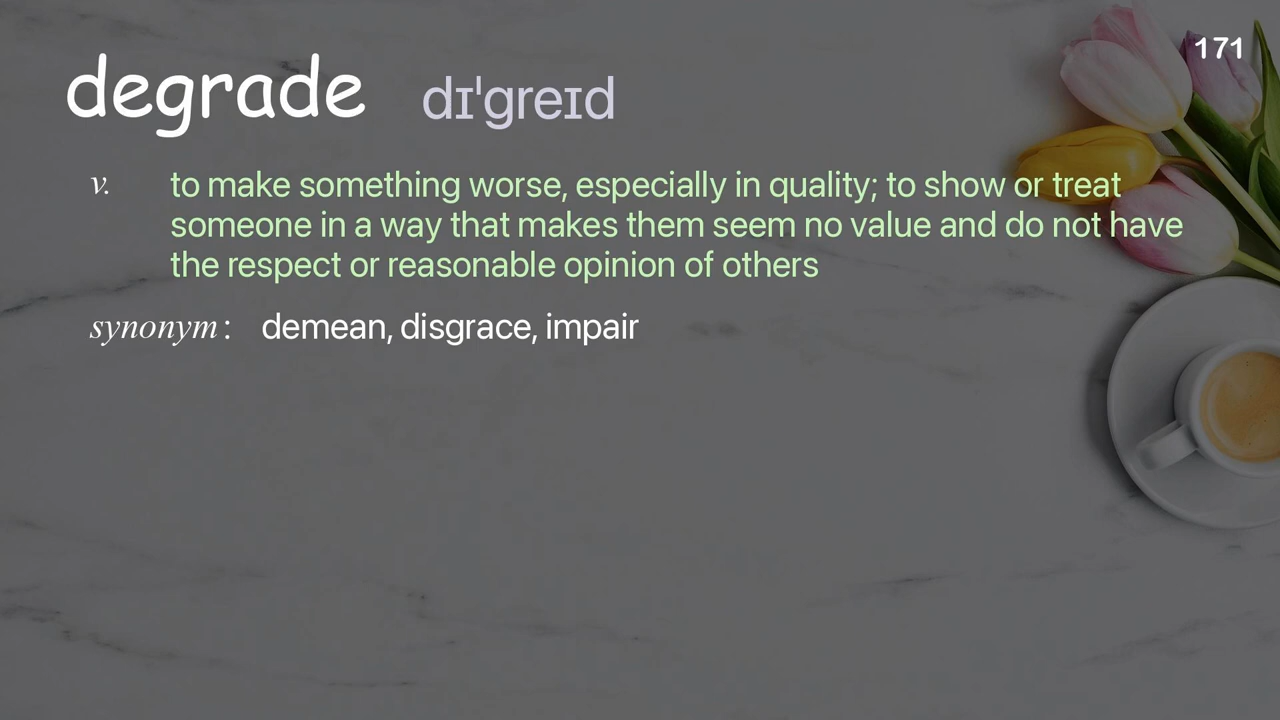 171
degrade dɪˈɡreɪd
v. to make something worse, especially in quality; to show or treat
someone in a way that makes them seem no value and do not have
the respect or reasonable opinion of others
synonym: demean, disgrace, impair